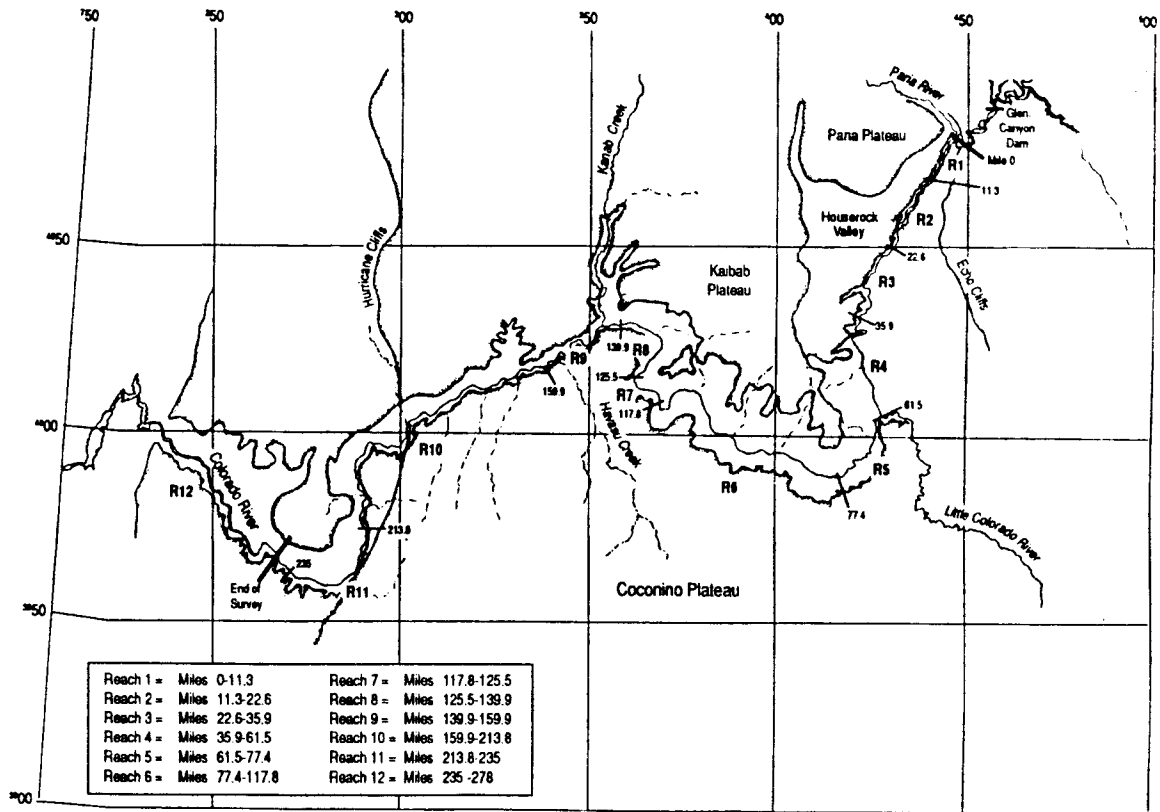 750
00
50
00
450
00
Paria River
Glen
Canyon
Dam
Pana Plateau
Mile 0
R1
11.3
Kanab Creek
Houserock
Valley
R2
4050
22.6
Hurricane Cliffs
Echo Cliffs
Kaibab
Plateau
R3
35.9
139.9
R8
R9
R4
125.5
159.9
R7
117.8
61.5
4000
Havasu Creek
R10
R5
R6
Colorado
River
R12
77.4
Little Colorado
River
213.8
235
End of
Survey
R11
Coconino Plateau
3950
Reach 1 = Miles 0-11.3
Reach 2 = Miles 11.3-22.6
Reach 3 = Miles 22.6-35.9
Reach 4 = Miles 35.9-61.5
Reach 5 = Miles 61.5-77.4
Reach 6 = Miles 77.4-117.8
Reach 7 = Miles 117.8-125.5
Reach 8 = Miles 125.5-139.9
Reach 9 = Miles 139.9-159.9
Reach 10 = Miles 159.9-213.8
Reach 11 = Miles 213.8-235
Reach 12 = Miles 235 -278
3900